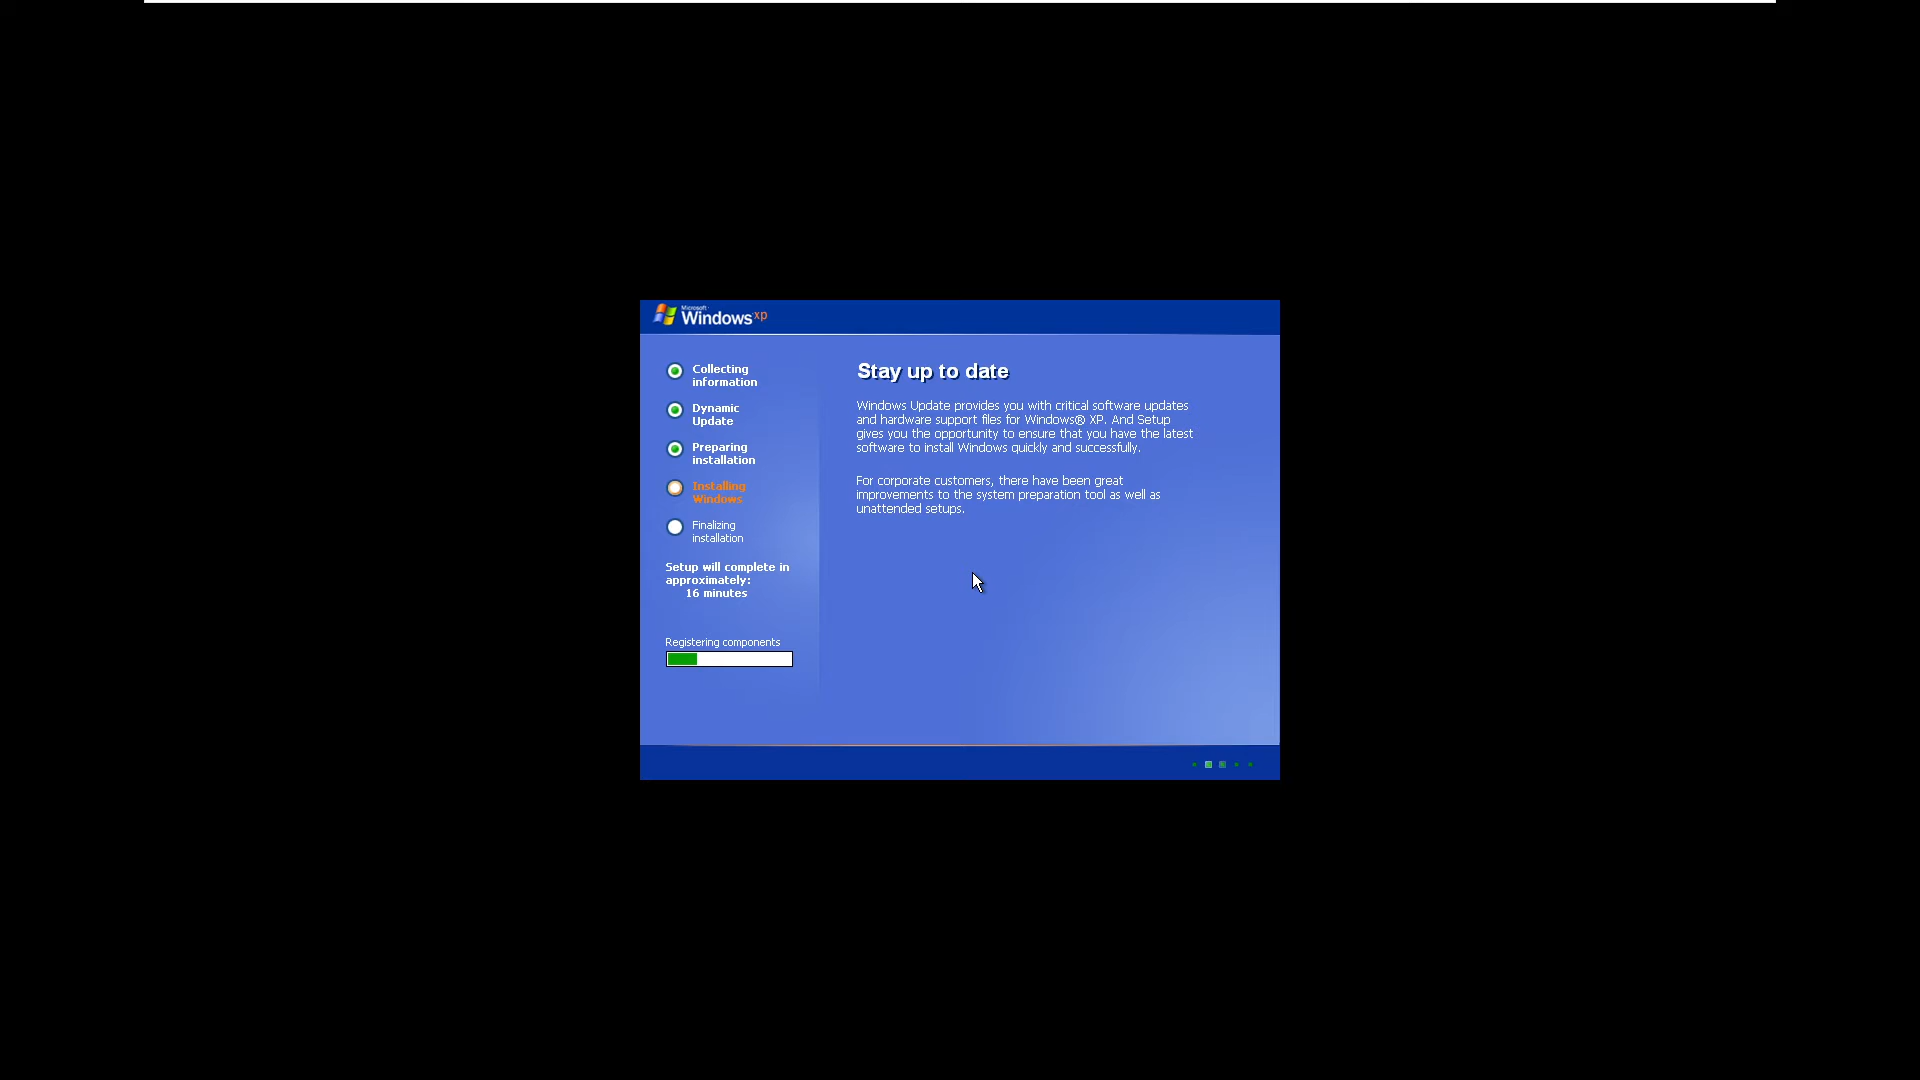 Microsoft
Windows xp
Collecting
information
Dynamic
Update
Preparing
installation
Installing
Windows
Finalizing
installation
Setup will complete in
approximately:
16 minutes
Registering components
Stay up to date
Windows Update provides you with critical software updates
and hardware support files for Windows® XP. And Setup
gives you the opportunity to ensure that you have the latest
software to install Windows quickly and successfully.
For corporate customers, there have been great
improvements to the system preparation tool as well as
unattended setups.